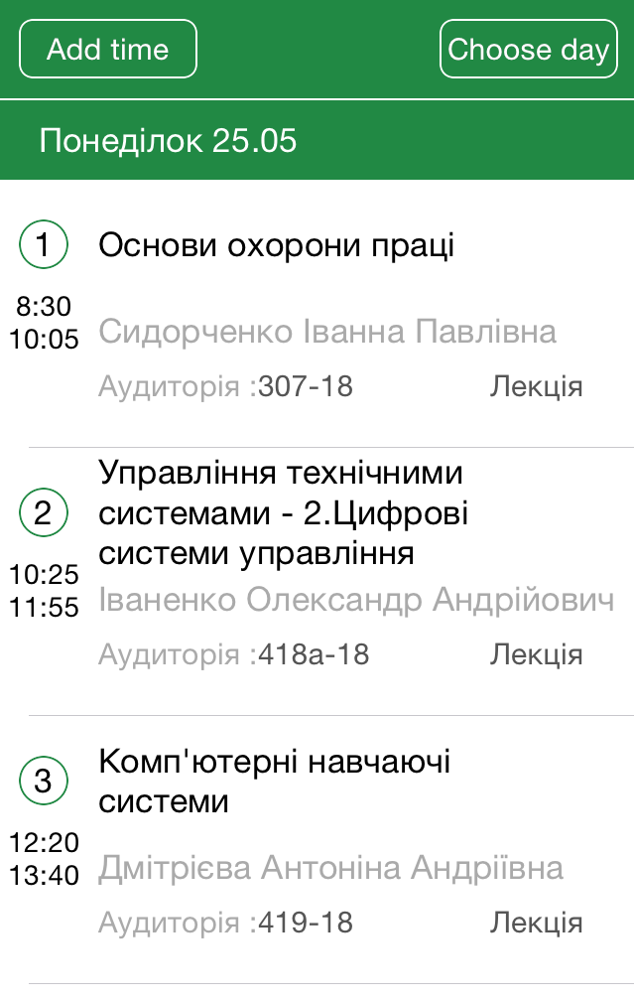 Add time
Choose day
Понеділок 25.05
1
Основи охорони праці
8:30
10:05
Сидорченко Іванна Павлівна
Аудиторія :307-18
Лекція
2
Управління технічними
системами - 2.Цифрові
системи управління
10:25
11:55
Іваненко Олександр Андрійович
Аудиторія :418а-18
Лекція
3
Комп'ютерні навчаючі
системи
12:20
13:40
Дмітрієва Антоніна Андріївна
Аудиторія :419-18
Лекція